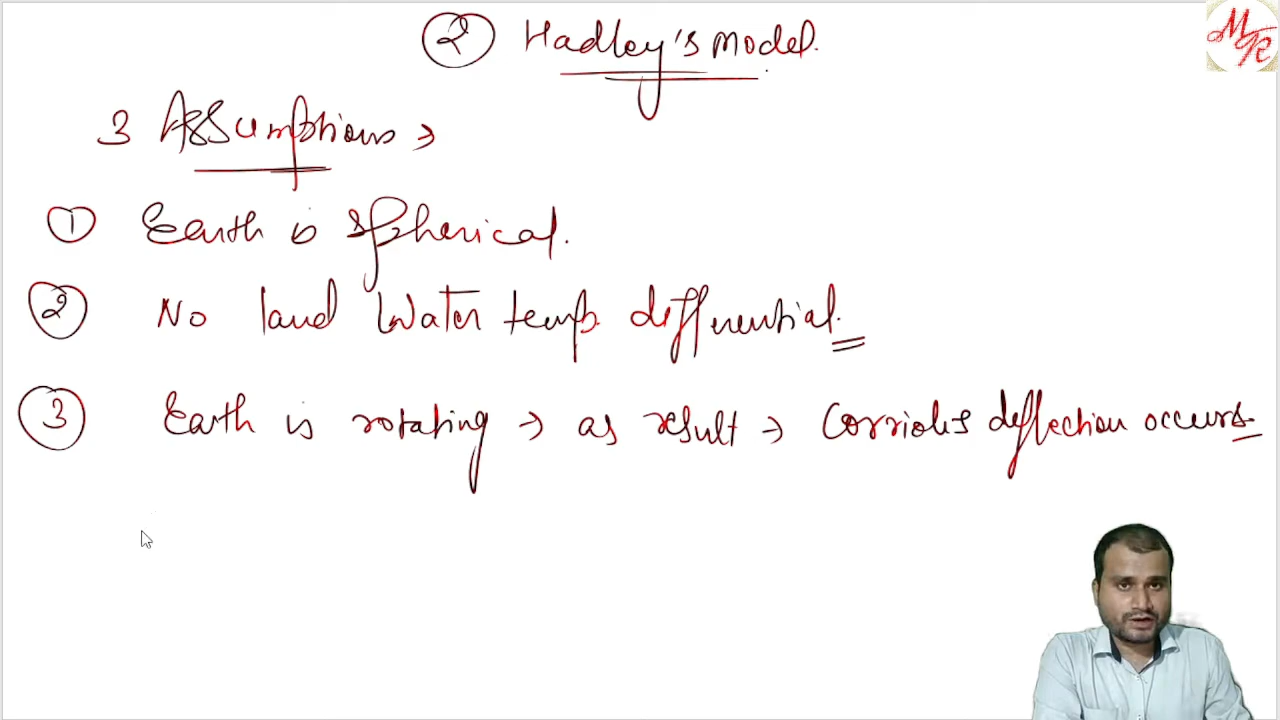 ② Hadley's Model.
MR
3 Assumptions →
① Earth is spherical.
② No land water temp. differential.
③ Earth is rotating → as result → Corriolis deflection occurs.